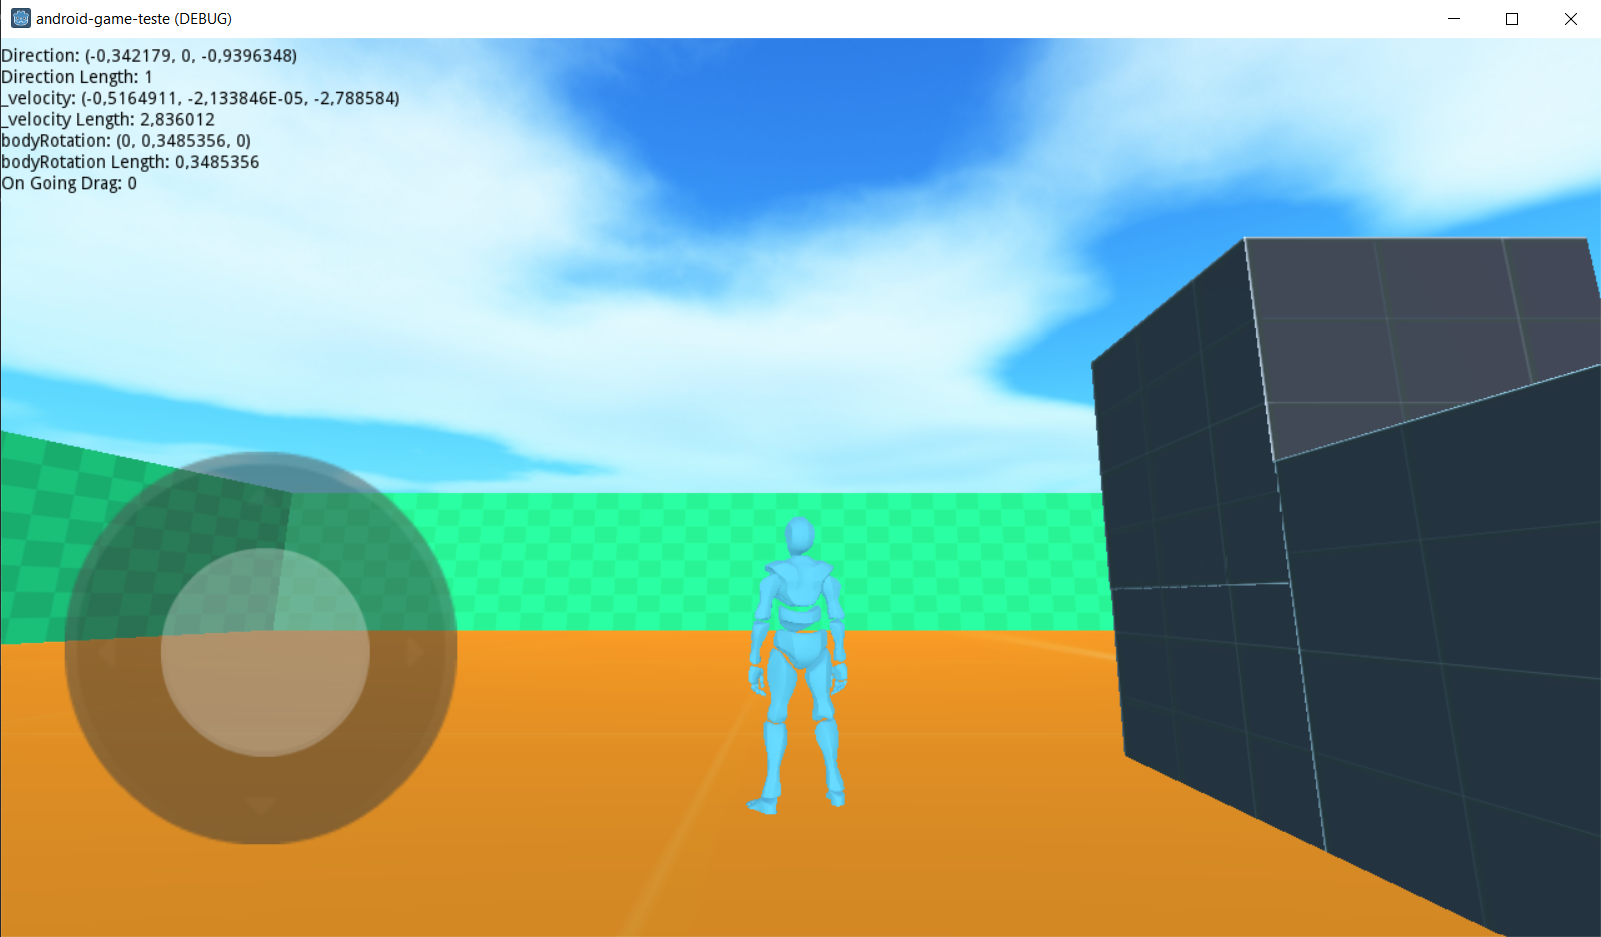 android-game-teste (DEBUG)
Direction: (-0,342179, 0, -0,9396348)
Direction Length: 1
_velocity: (-0,5164911, -2,133846E-05, -2,788584)
_velocity Length: 2,836012
bodyRotation: (0, 0,3485356, 0)
bodyRotation Length: 0,3485356
On Going Drag: 0